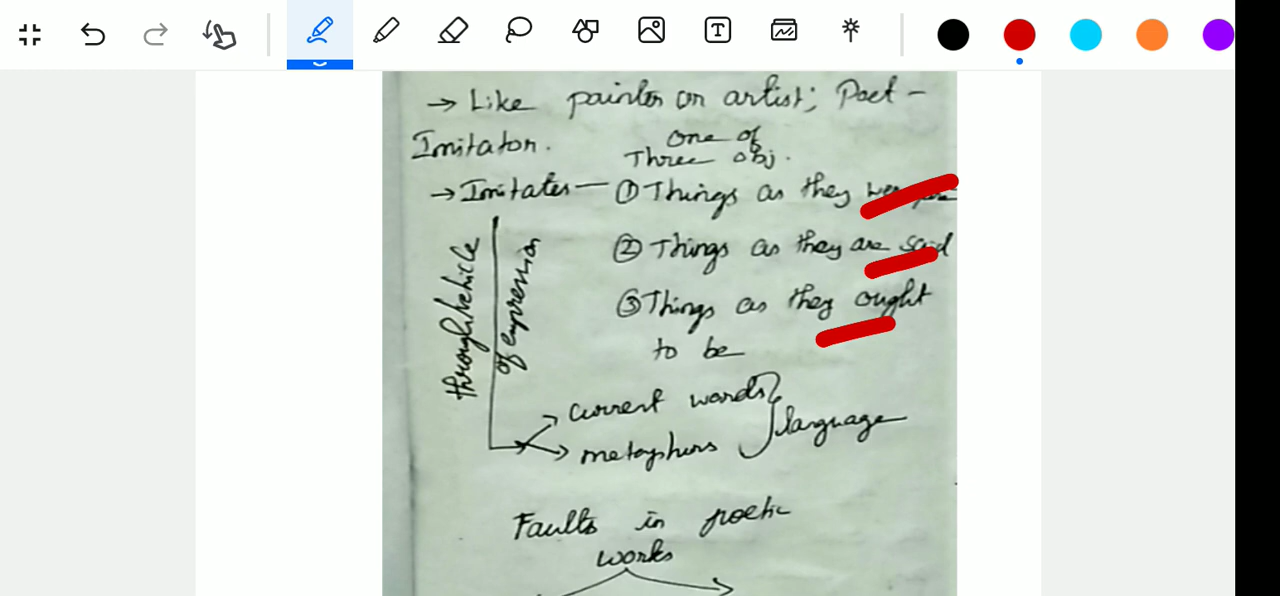 → Like painter or artist; Poet -
Imitator.
One of
Three obj.
→ Imitates — ① Things as they
② Things as they are said
③ Things as they ought
to be
through/vehicle
of expression
→ current words
→ metaphors
language
Faults in poetic
works